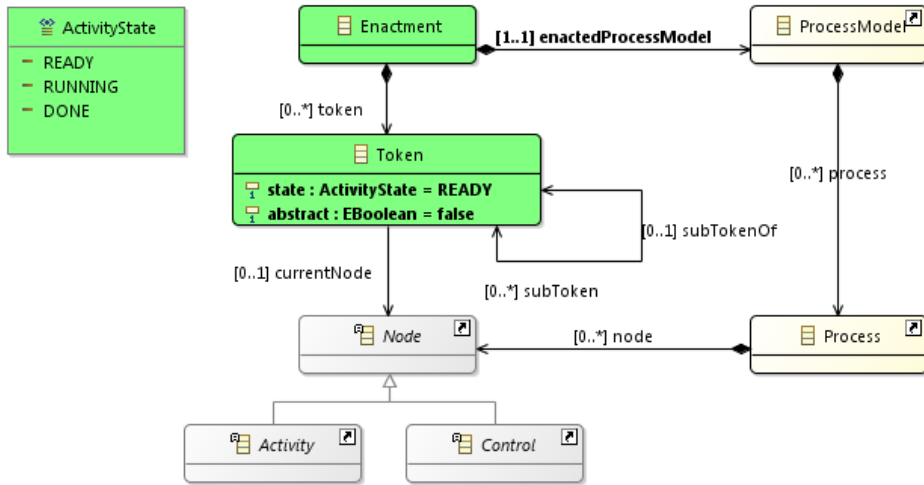 ActivityState
READY
RUNNING
DONE
Enactment
[1..1] enactedProcessModel
ProcessModel
[0..*] token
Token
state : ActivityState = READY
abstract : EBoolean = false
[0..*] process
[0..1] subTokenOf
[0..1] currentNode
[0..*] subToken
Node
[0..*] node
Process
Activity
Control